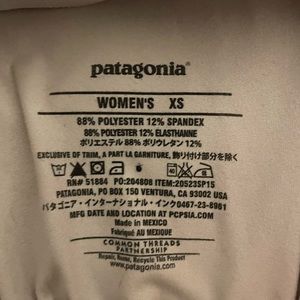 patagonia®
WOMEN'S XS
88% POLYESTER 12% SPANDEX
88% POLYESTER 12% ELASTHANNE
ポリエステル 88% ポリウレタン 12%
EXCLUSIVE OF TRIM, A PART LA GARNITURE, 飾り付け部分を除く
RN# 51884 PO:204808 ITEM:20523SP15
PATAGONIA, PO BOX 150 VENTURA, CA 93002 USA
パタゴニア・インターナショナル・インク 0467-23-8961
MFG DATE AND LOCATION AT PCPSIA.COM
Made in MEXICO
Fabriqué AU MEXIQUE
COMMON THREADS
PARTNERSHIP
Repair, Reuse, Recycle This Product
www.patagonia.com